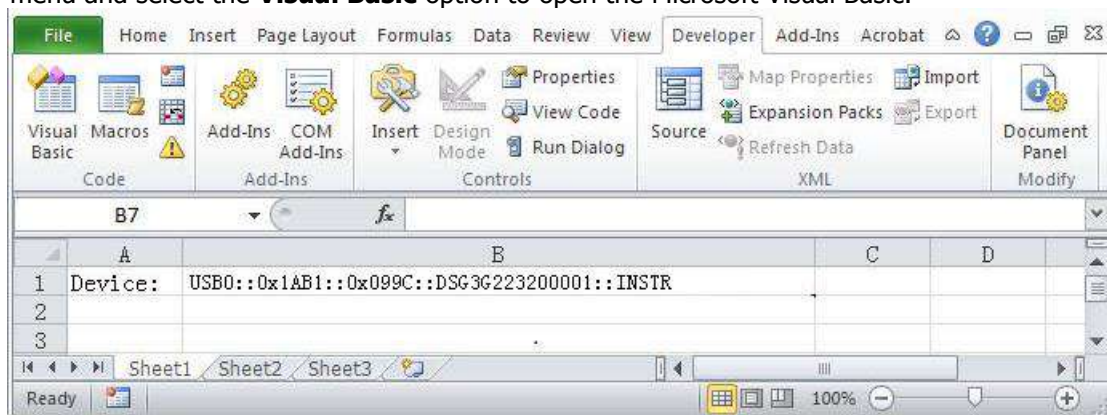 menu and select the Visual Basic option to open the Microsoft Visual Basic.
File Home Insert Page Layout Formulas Data Review View Developer Add-Ins Acrobat
Visual Basic
Macros
Code
Add-Ins
COM Add-Ins
Add-Ins
Insert
Design Mode
Properties
View Code
Run Dialog
Controls
Source
Map Properties
Expansion Packs
Refresh Data
Import
Export
XML
Document Panel
Modify
B7 fx
A B C D
1 Device: USB0::0x1AB1::0x099C::DSG3G223200001::INSTR
2
3
Sheet1 Sheet2 Sheet3
Ready 100%